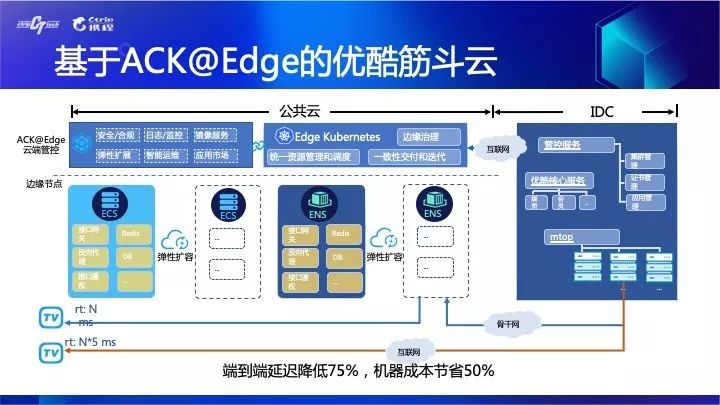 ctrip CT tech
Ctrip
携程
基于ACK@Edge的优酷筋斗云
公共云
IDC
ACK@Edge
云端管控
安全/合规
日志/监控
镜像服务
弹性扩展
智能运维
应用市场
Edge Kubernetes
边缘治理
统一资源管理和调度
一致性交付和迭代
互联网
管控服务
集群管
理
证书管
理
应用管
理
优酷核心服务
媒
资
会
员
...
mtop
...
...
边缘节点
ECS
接口网
关
Redis
反向代
理
DB
接口鉴
权
...
弹性扩容
ECS
...
...
ENS
接口网
关
Redis
反向代
理
DB
接口鉴
权
...
弹性扩容
ENS
...
...
TV
rt: N
ms
骨干网
TV
rt: N*5 ms
互联网
端到端延迟降低75%，机器成本节省50%